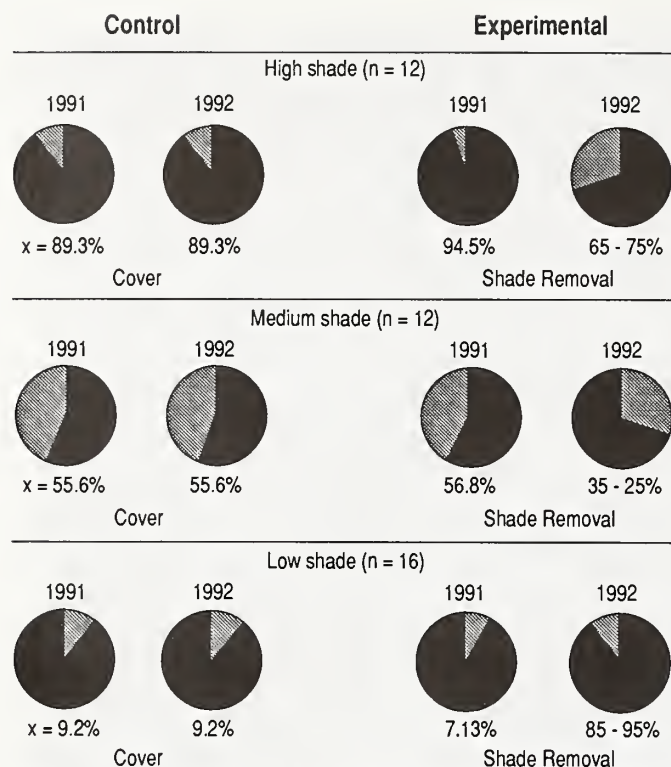 Control Experimental
High shade (n = 12)
1991 1992 1991 1992
x = 89.3% 89.3% 94.5% 65 - 75%
Cover Shade Removal
Medium shade (n = 12)
1991 1992 1991 1992
x = 55.6% 55.6% 56.8% 35 - 25%
Cover Shade Removal
Low shade (n = 16)
1991 1992 1991 1992
x = 9.2% 9.2% 7.13% 85 - 95%
Cover Shade Removal